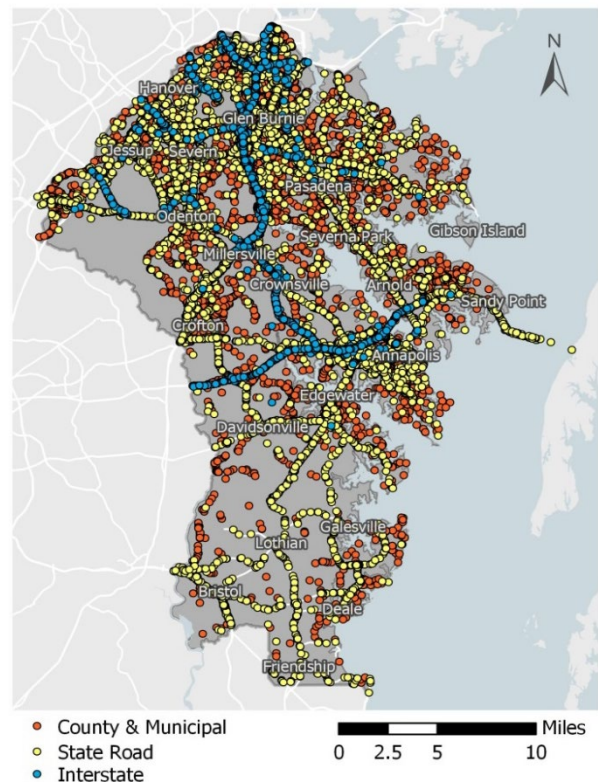 N
Hanover
Glen Burnie
Jessup
Severn
Pasadena
Odenton
Gibson Island
Severna Park
Millersville
Crownsville
Arnold
Sandy Point
Crofton
Annapolis
Edgewater
Davidsonville
Galesville
Lothian
Bristol
Deale
Friendship
County & Municipal
State Road
Interstate
Miles
0 2.5 5 10